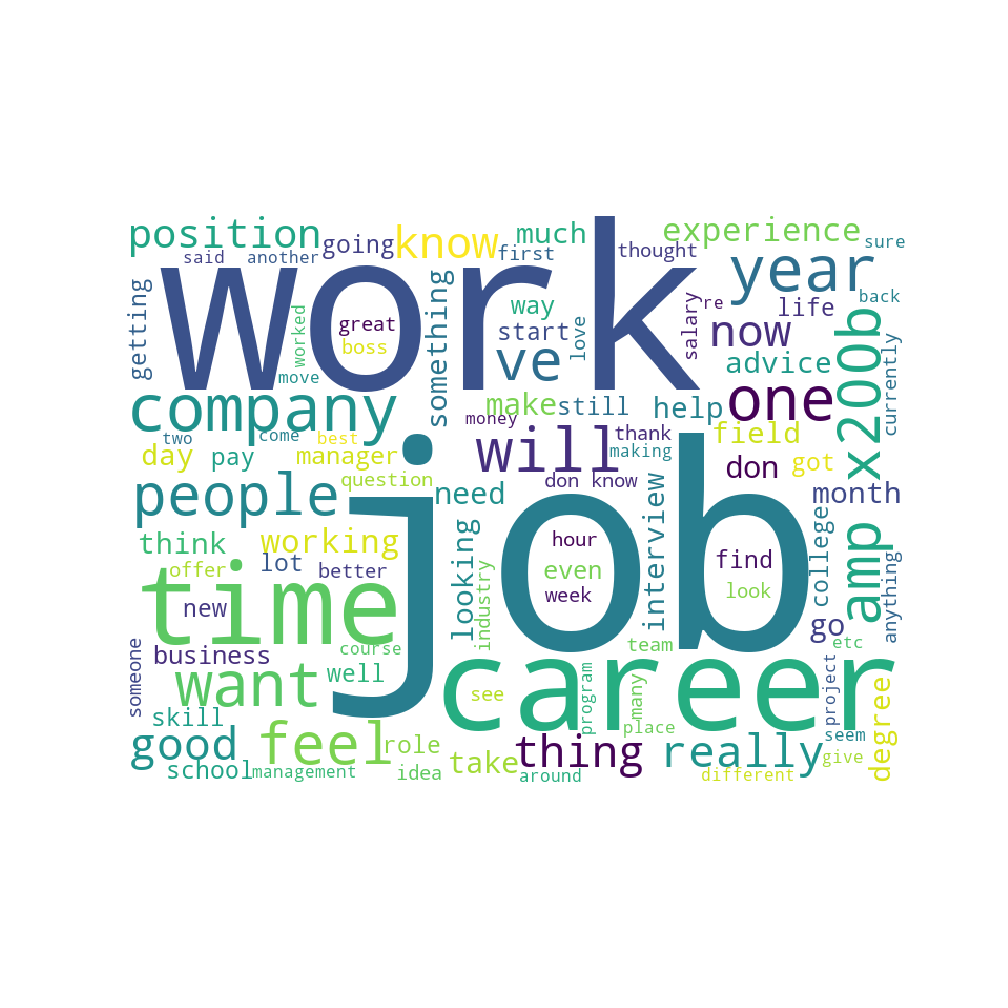 position
going
know
much
experience
said
another
first
thought
sure
work
year
getting
something
way
life
back
worked
great
boss
start
love
salary
re
now
x200b
currently
move
ve
advice
company
make
still
help
one
money
will
thank
field
two
come
best
making
don
got
day
pay
manager
question
don know
people
need
month
job
think
working
looking
hour
interview
find
college
amp
offer
lot
better
even
look
anything
time
new
week
industry
go
someone
business
course
team
etc
want
well
career
see
program
many
project
degree
skill
place
seem
good
feel
role
thing
really
give
school
management
idea
take
around
different